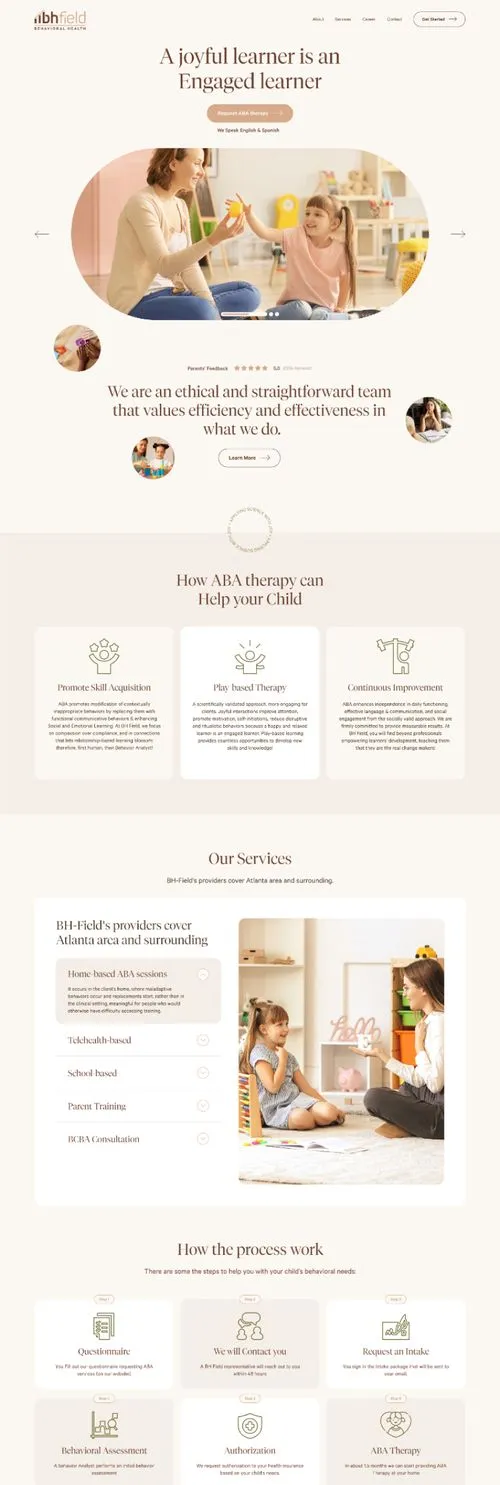 bhfield
BEHAVIORAL HEALTH
About Services Career Contact Get Started
A joyful learner is an
Engaged learner
Request ABA therapy
We Speak English & Spanish
Parents' Feedback 5.0
We are an ethical and straightforward team
that values efficiency and effectiveness in
what we do.
Learn More
How ABA therapy can
Help your Child
Promote Skill Acquisition
ABA promotes modification of contextually
inappropriate behaviors by replacing them with
functional communicative behaviors & enhancing
Social and Emotional Learning. At BH Field, we focus
on compassion over compliance, and in connections
that lets relationship-based learning blossom;
therefore, first human, then Behavior Analyst!
Play-based Therapy
A scientifically validated approach, more engaging for
clients. Joyful interactions improve attention,
promote motivation, self-initiations, reduce disruptive
and ritualistic behaviors because a happy and relaxed
learner is an engaged learner. Play-based learning
provides countless opportunities to develop new
skills and knowledge!
Continuous Improvement
ABA enhances independence in daily functioning,
effective language & communication, and social
engagement from the socially valid approach. We are
firmly committed to provide measurable results. At
BH Field, you will find beyond professionals
empowering learners' development, teaching them
that they are the real change makers!
Our Services
BH-Field's providers cover Atlanta area and surrounding.
BH-Field's providers cover
Atlanta area and surrounding
Home-based ABA sessions
It occurs in the client's home, where maladaptive
behaviors occur and replacements start, rather than in
the clinical setting, meaningful for people who would
otherwise have difficulty accessing training.
Telehealth-based
School-based
Parent Training
BCBA Consultation
hello
How the process work
There are some the steps to help you with your child's behavioral needs:
Step 1
Questionnaire
You Fill out our questionnaire requesting ABA
services (on our website)
Step 2
We will Contact you
A BH Field representative will reach out to you
within 48 hours
Step 3
Request an Intake
You sign in the intake package that will be sent to
your email.
Behavioral Assessment
A behavior Analyst performs an initial behavior
assessment
Authorization
We request authorization to your health insurance
based on your child's needs.
ABA Therapy
In about 1.5 months we can start providing ABA
Therapy at your home